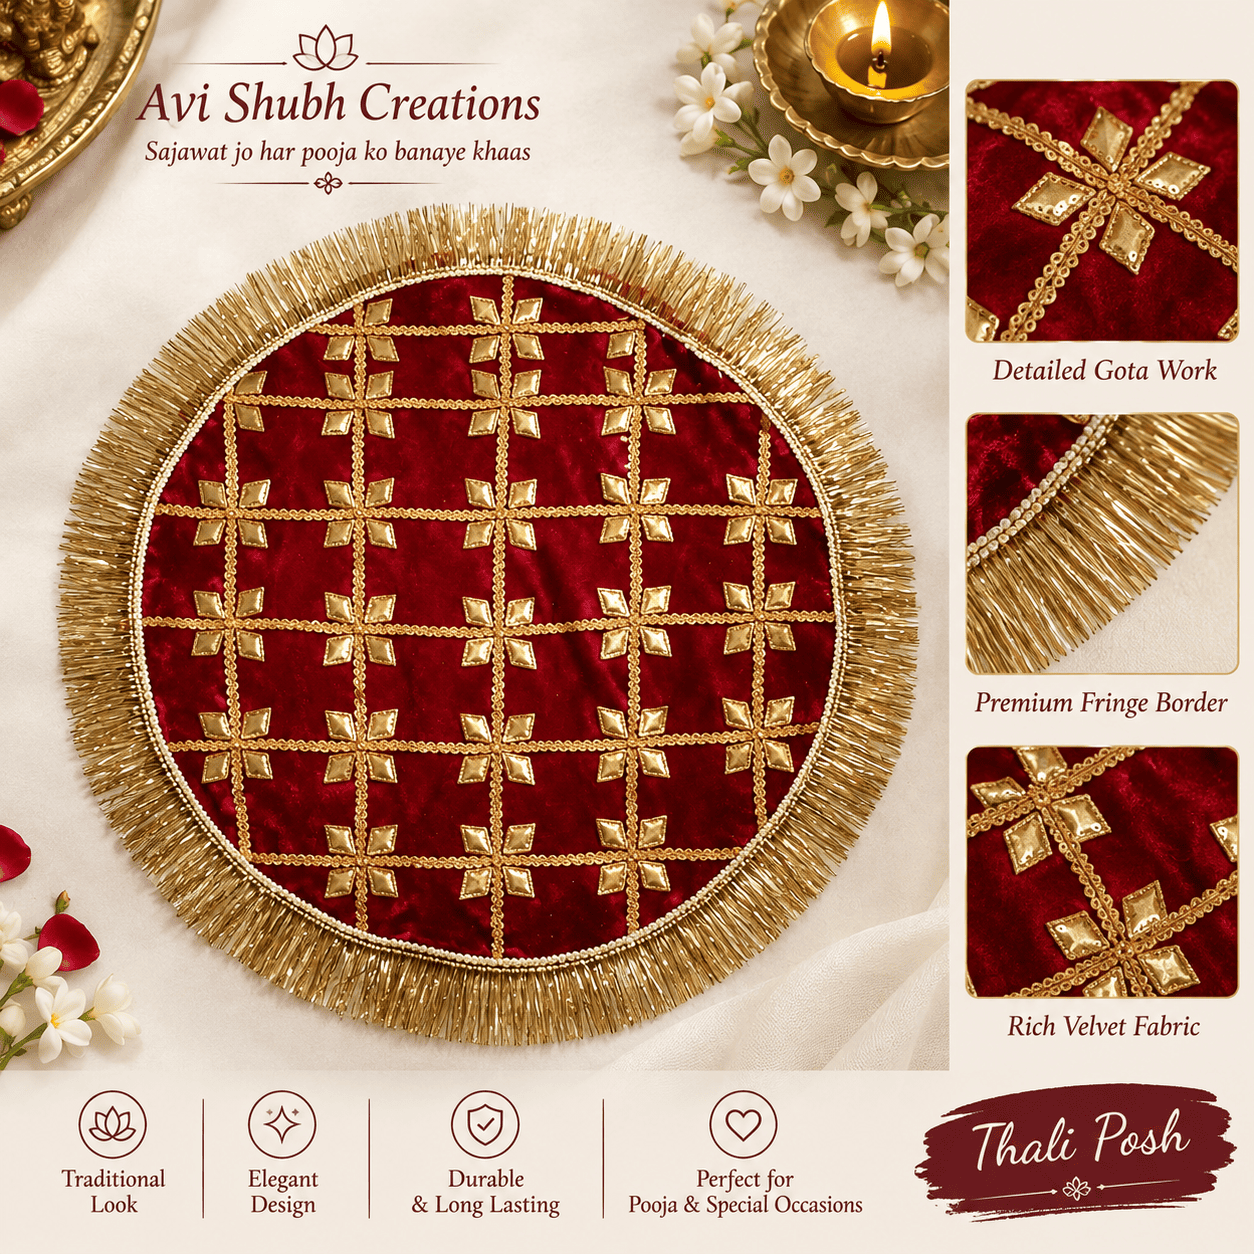 Avi Shubh Creations
Sajawat jo har pooja ko banaye khaas
Detailed Gota Work
Premium Fringe Border
Rich Velvet Fabric
Traditional
Look
Elegant
Design
Durable
& Long Lasting
Perfect for
Pooja & Special Occasions
Thali Posh